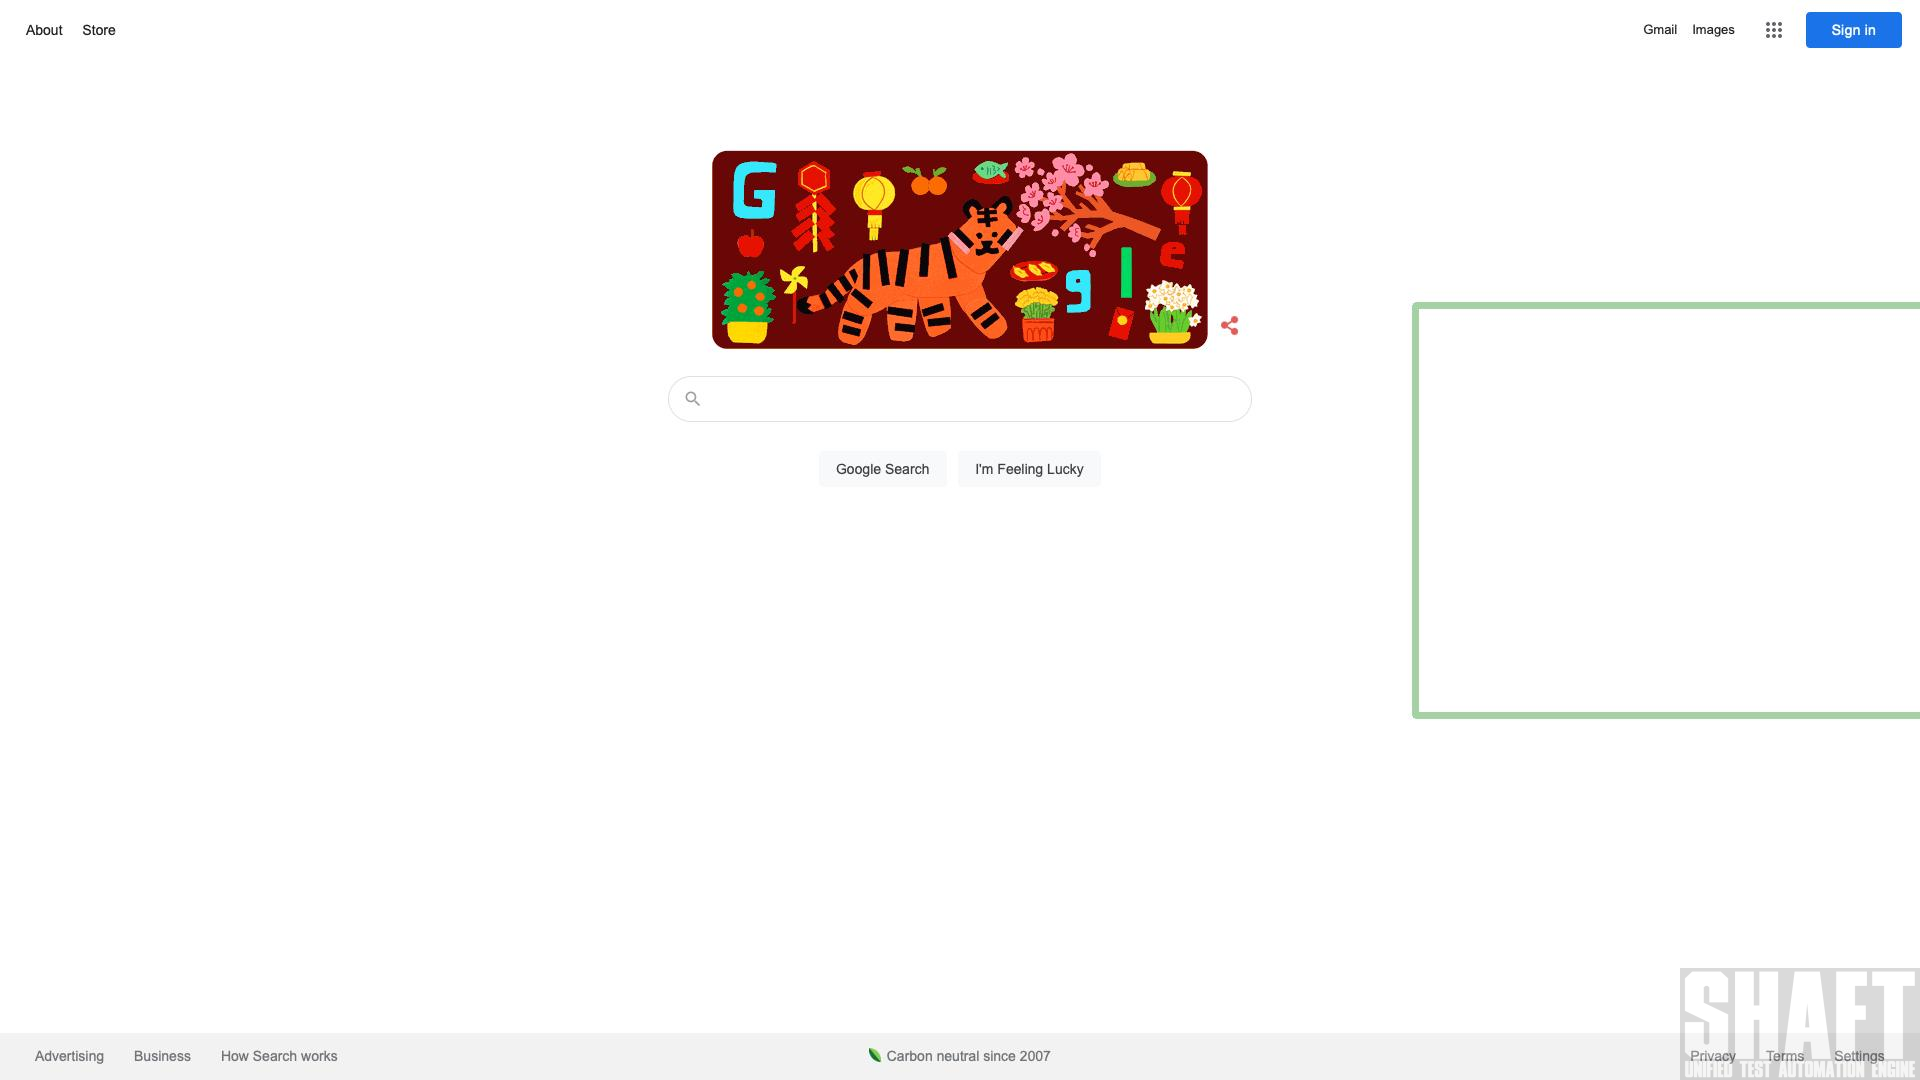 About Store
Gmail Images Sign in
G
g l e
Google Search I'm Feeling Lucky
Advertising Business How Search works Carbon neutral since 2007 Privacy Terms Settings
SHAFT
UNIFIED TEST AUTOMATION ENGINE